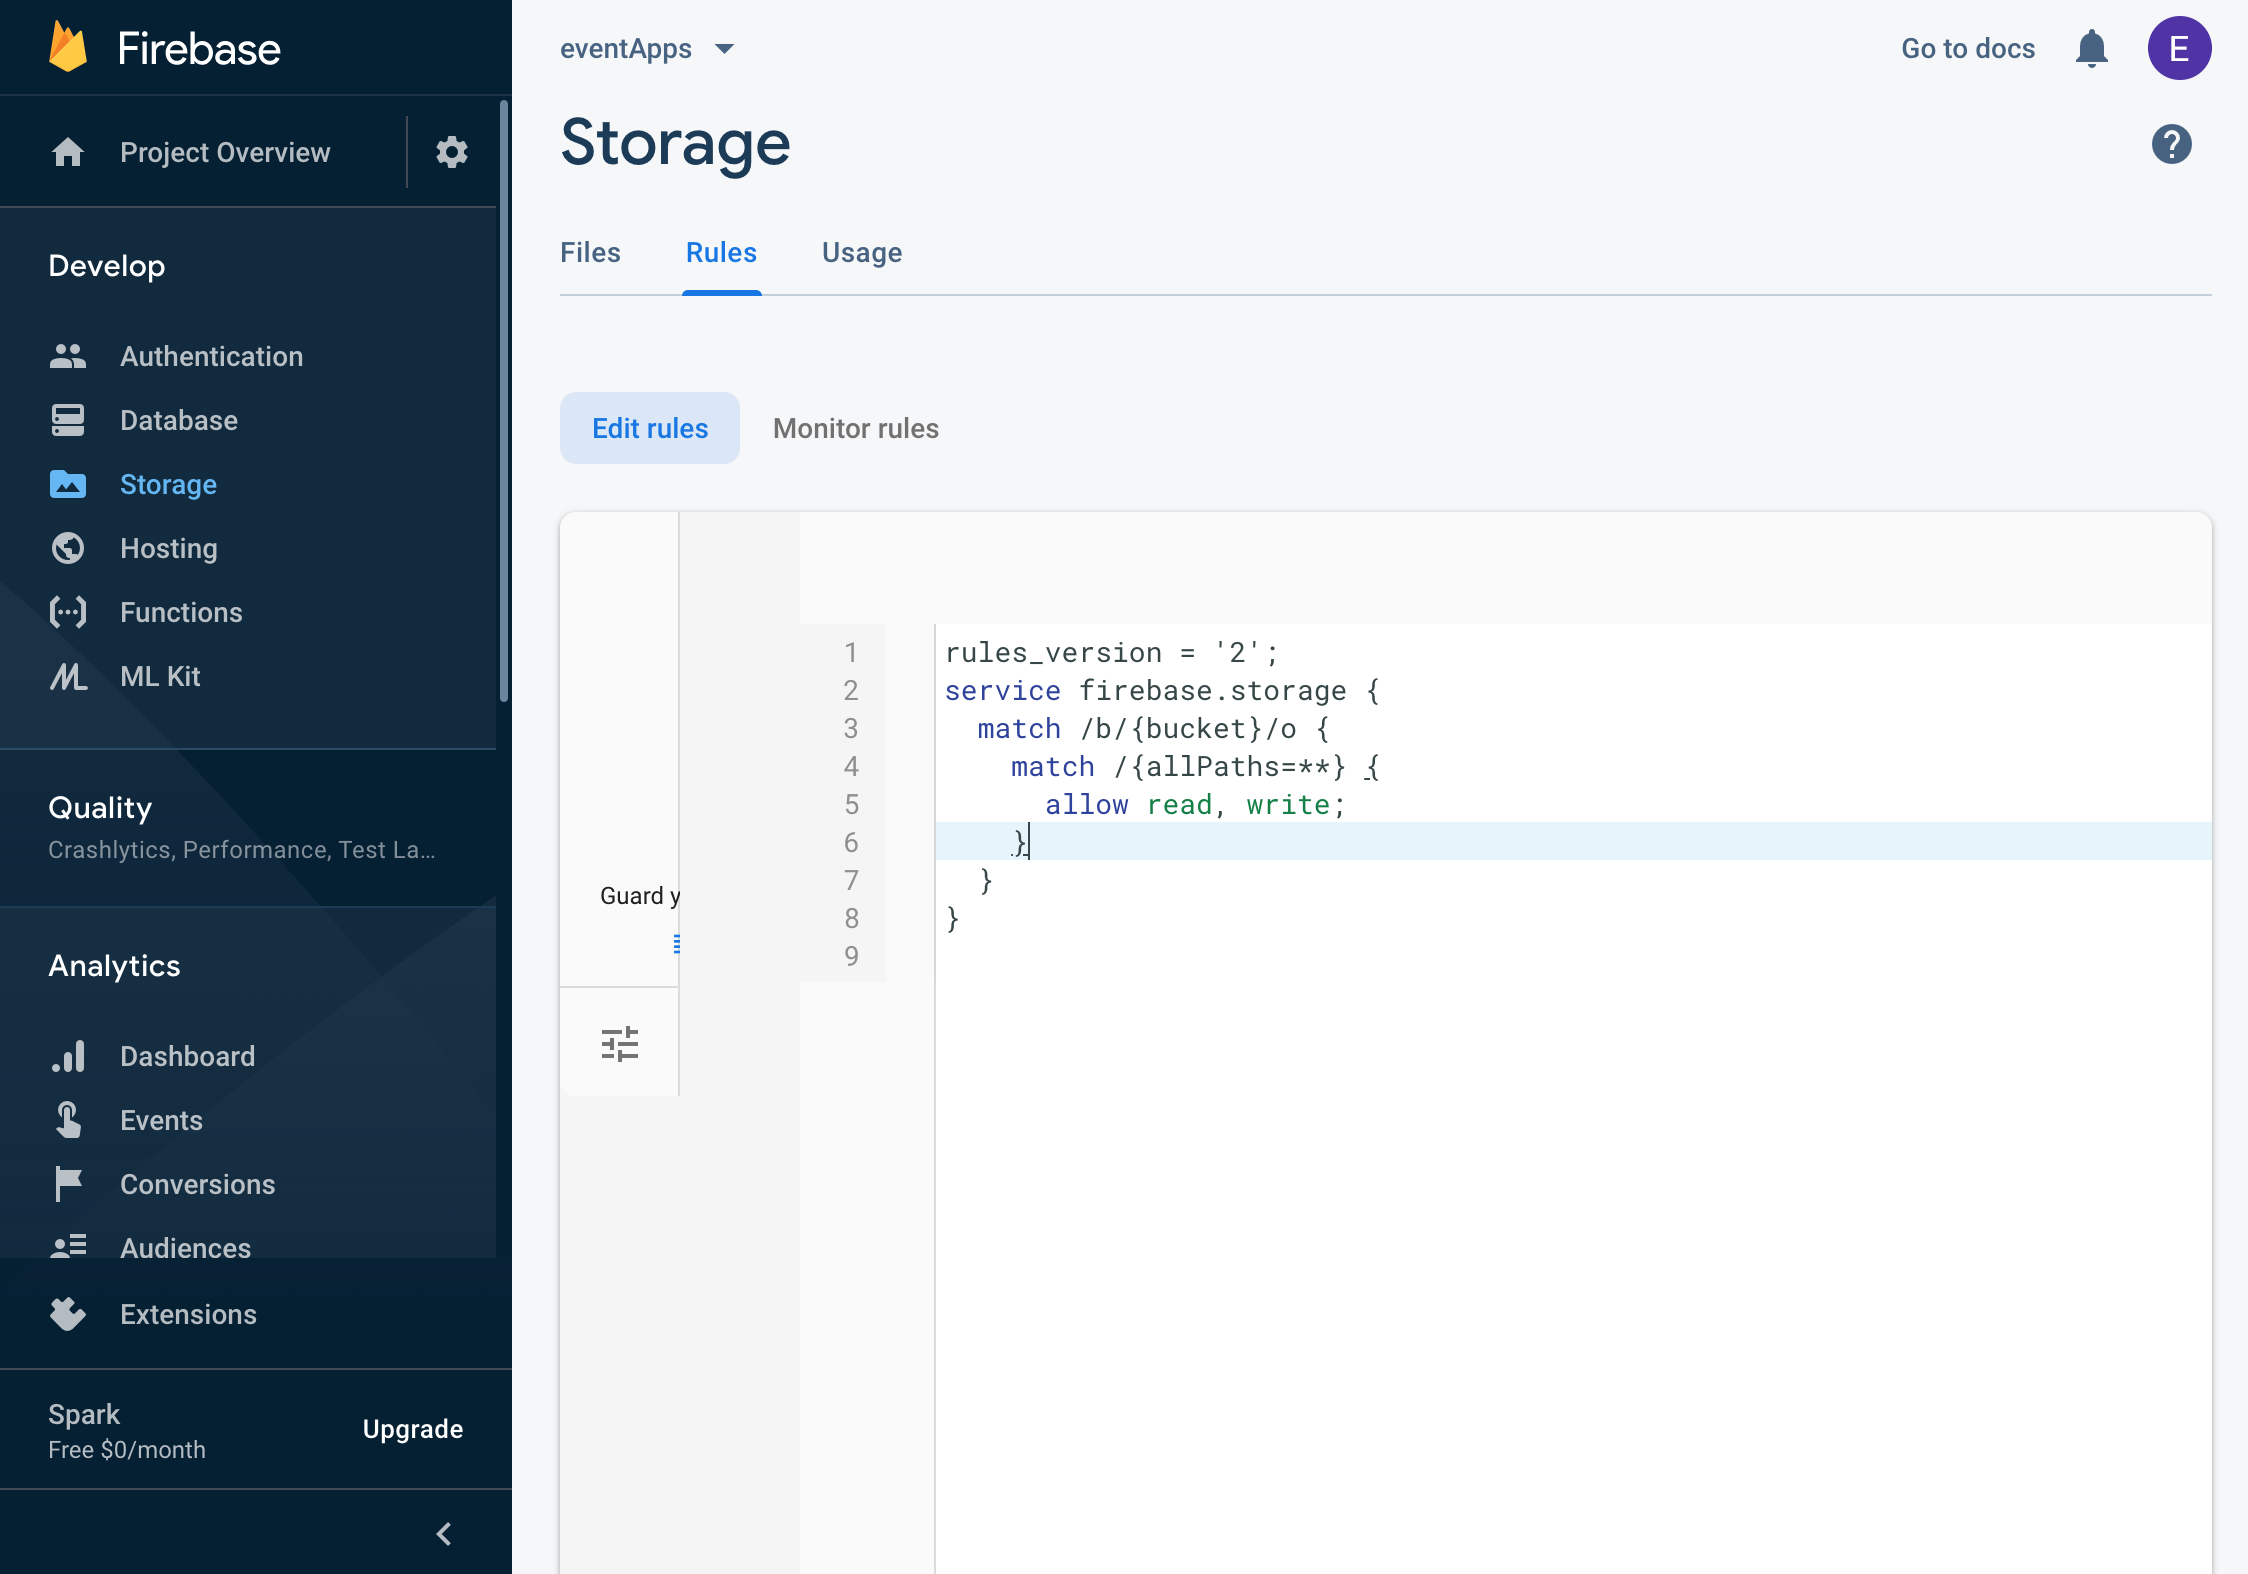 Firebase
Project Overview
Develop
Authentication
Database
Storage
Hosting
Functions
ML Kit
Quality
Crashlytics, Performance, Test La...
Analytics
Dashboard
Events
Conversions
Audiences
Extensions
Spark
Free $0/month
Upgrade
eventApps
Go to docs
E
Storage
Files
Rules
Usage
Edit rules
Monitor rules
Guard y
1 rules_version = '2';
2 service firebase.storage {
3   match /b/{bucket}/o {
4     match /{allPaths=**} {
5       allow read, write;
6     }
7   }
8 }
9